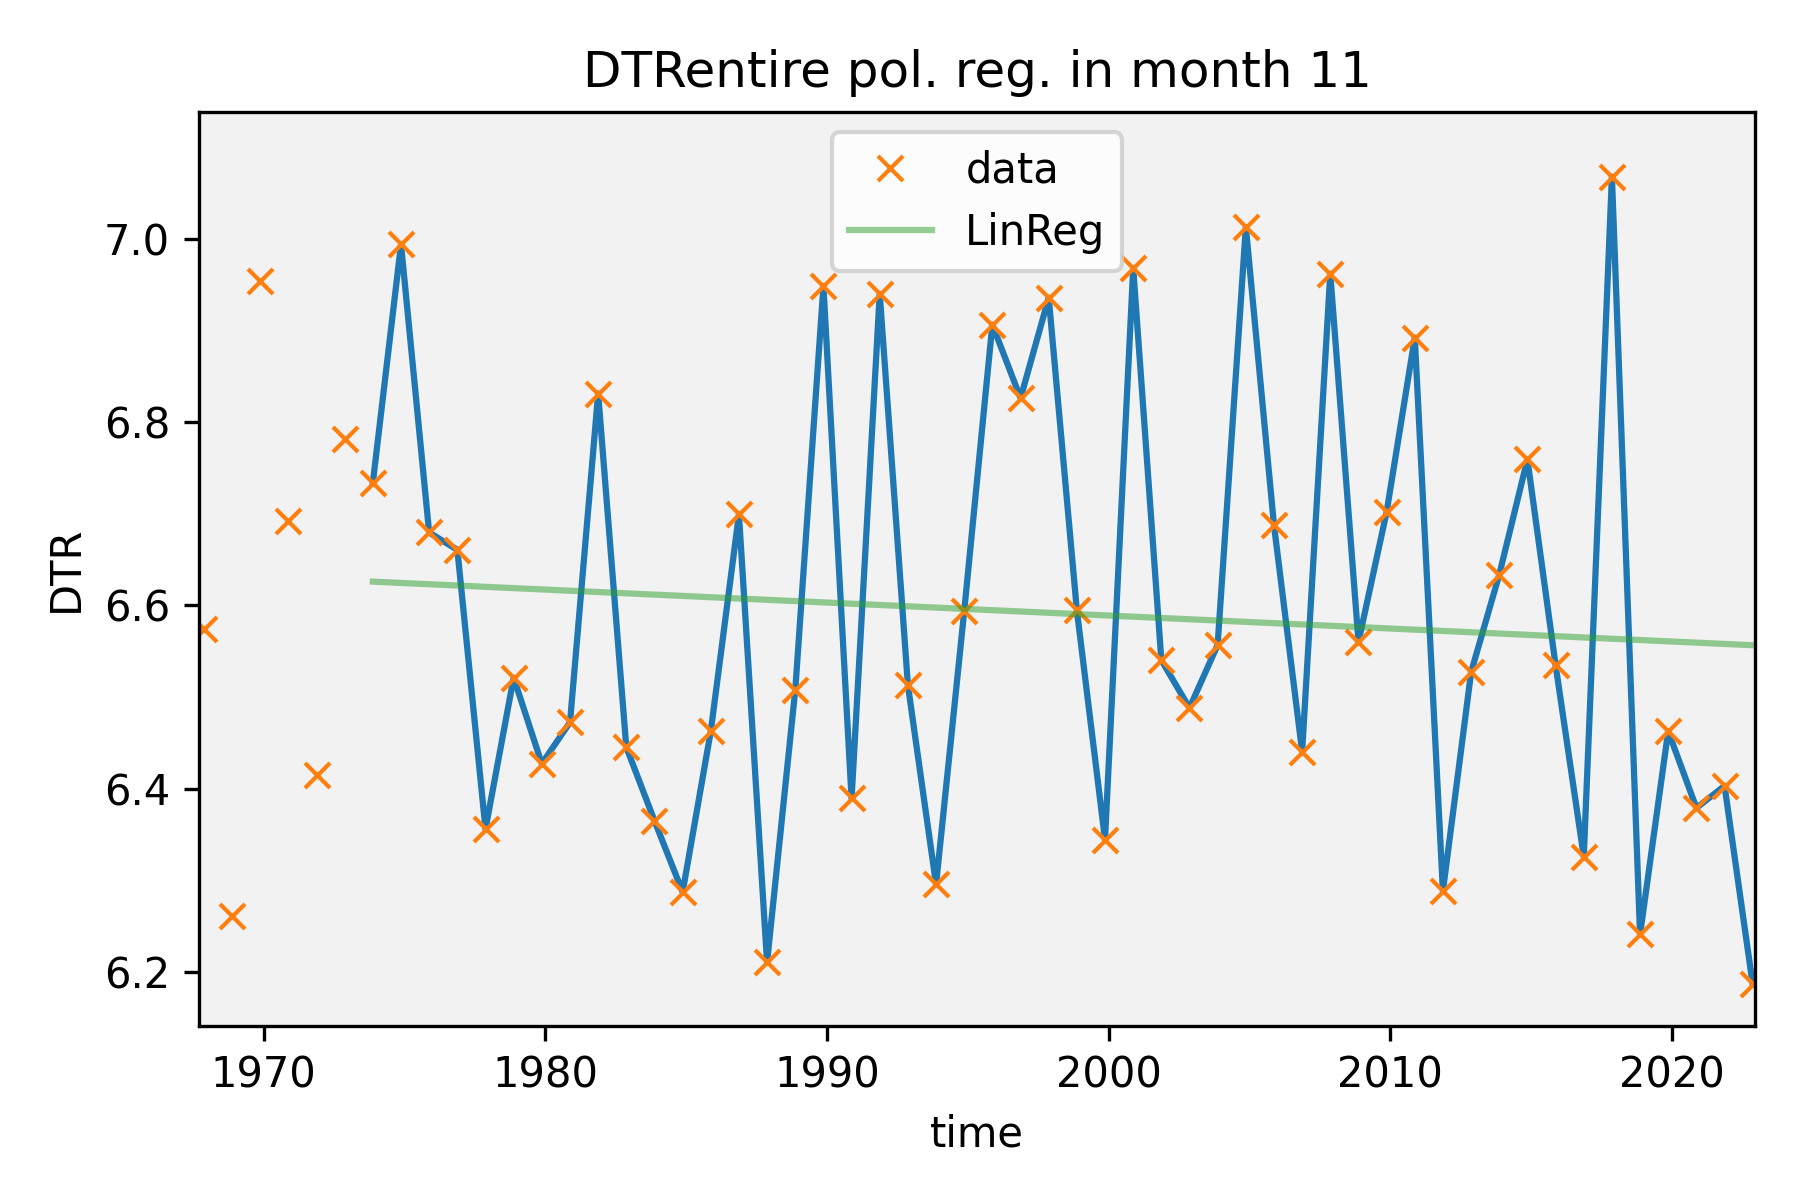 DTRentire pol. reg. in month 11
data
LinReg
DTR
7.0
6.8
6.6
6.4
6.2
1970 1980 1990 2000 2010 2020
time